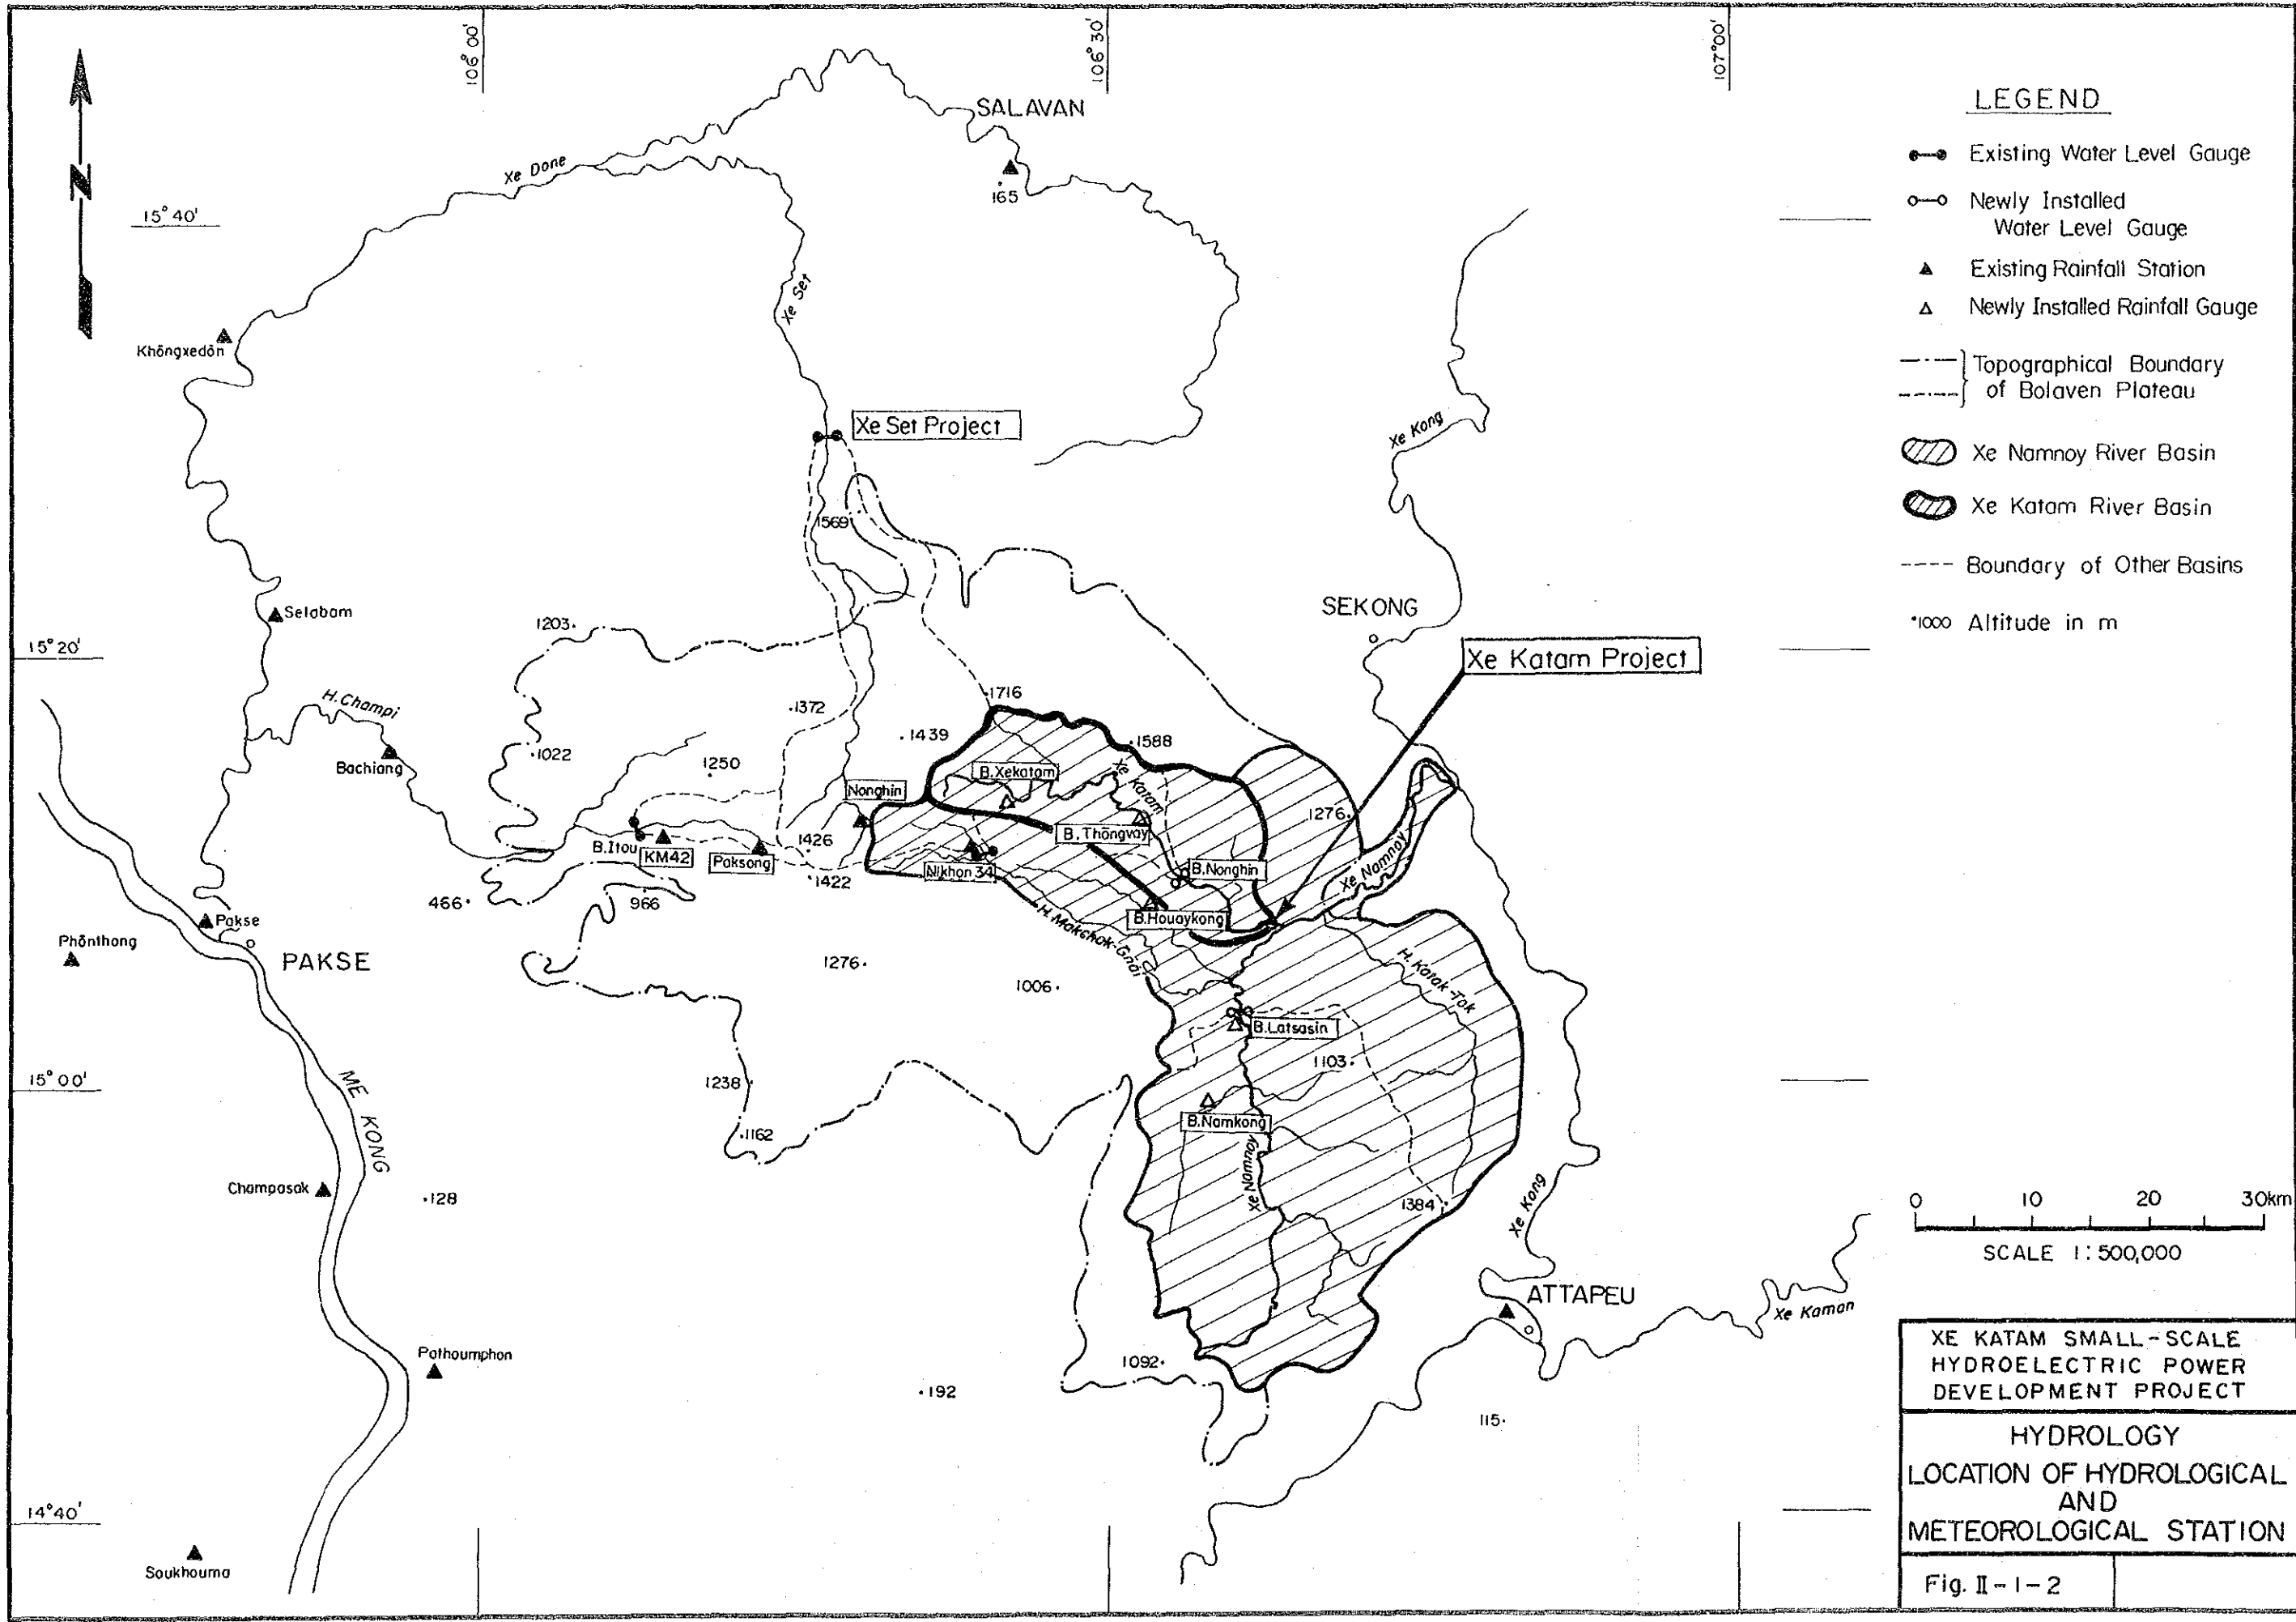 106° 00'
106° 30'
107° 00'
N
SALAVAN
Xe Done
165
15° 40'
Xe Set
Khôngxedôn
Xe Set Project
Xe Kong
1569
SEKONG
Selabam
1203
15° 20'
Xe Katam Project
H. Champi
1716
1372
1439
1588
1022
Bachiang
1250
B.Xekatam
Xe Katam
Nonghin
1276
B. Thôngvay
1426
B.Itou
KM42
Paksong
Nikhon 34
B.Nonghin
Xe Namnoy
1422
466
966
B.Houaykong
H. Makchak-Gnai
Pakse
Phônthong
PAKSE
1276
1006
H. Katak-Tok
B.Latsasin
1103
15° 00'
1238
ME KONG
B.Namkong
1162
Xe Namnoy
Champasak
128
1384
Xe Kong
ATTAPEU
Xe Kaman
Pathoumphon
1092
192
115
14° 40'
Soukhouma
LEGEND
Existing Water Level Gauge
Newly Installed
Water Level Gauge
Existing Rainfall Station
Newly Installed Rainfall Gauge
Topographical Boundary
of Bolaven Plateau
Xe Namnoy River Basin
Xe Katam River Basin
Boundary of Other Basins
•1000 Altitude in m
0 10 20 30km
SCALE 1:500,000
XE KATAM SMALL-SCALE
HYDROELECTRIC POWER
DEVELOPMENT PROJECT
HYDROLOGY
LOCATION OF HYDROLOGICAL
AND
METEOROLOGICAL STATION
Fig. II-1-2